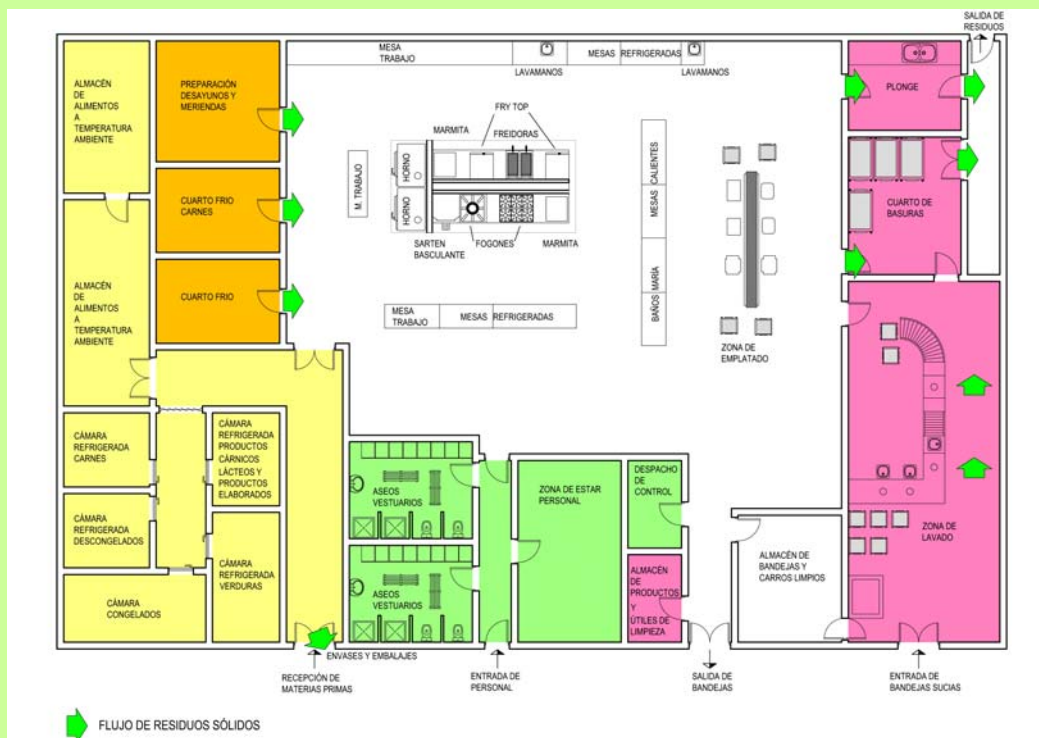 SALIDA DE
RESIDUOS
MESA
TRABAJO
LAVAMANOS
MESAS REFRIGERADAS
LAVAMANOS
ALMACÉN
DE
ALIMENTOS
A
TEMPERATURA
AMBIENTE
PREPARACIÓN
DESAYUNOS Y
MERIENDAS
PLONGE
FRY TOP
MARMITA
FREIDORAS
HORNO
HORNO
M. TRABAJO
SARTEN
BASCULANTE
FOGONES
MARMITA
MESAS CALIENTES
BAÑOS MARÍA
CUARTO FRIO
CARNES
CUARTO DE
BASURAS
ALMACÉN
DE
ALIMENTOS
A
TEMPERATURA
AMBIENTE
CUARTO FRIO
MESA
TRABAJO
MESAS REFRIGERADAS
ZONA DE
EMPLATADO
CÁMARA
REFRIGERADA
CARNES
CÁMARA
REFRIGERADA
PRODUCTOS
CÁRNICOS
LÁCTEOS Y
PRODUCTOS
ELABORADOS
CÁMARA
REFRIGERADA
DESCONGELADOS
CÁMARA
REFRIGERADA
VERDURAS
CÁMARA
CONGELADOS
ASEOS
VESTUARIOS
ASEOS
VESTUARIOS
ZONA DE ESTAR
PERSONAL
DESPACHO
DE
CONTROL
ALMACÉN
DE
PRODUCTOS
Y
ÚTILES DE
LIMPIEZA
ALMACÉN DE
BANDEJAS Y
CARROS LIMPIOS
ZONA DE
LAVADO
ENVASES Y EMBALAJES
RECEPCIÓN DE
MATERIAS PRIMAS
ENTRADA DE
PERSONAL
SALIDA DE
BANDEJAS
ENTRADA DE
BANDEJAS SUCIAS
FLUJO DE RESIDUOS SÓLIDOS